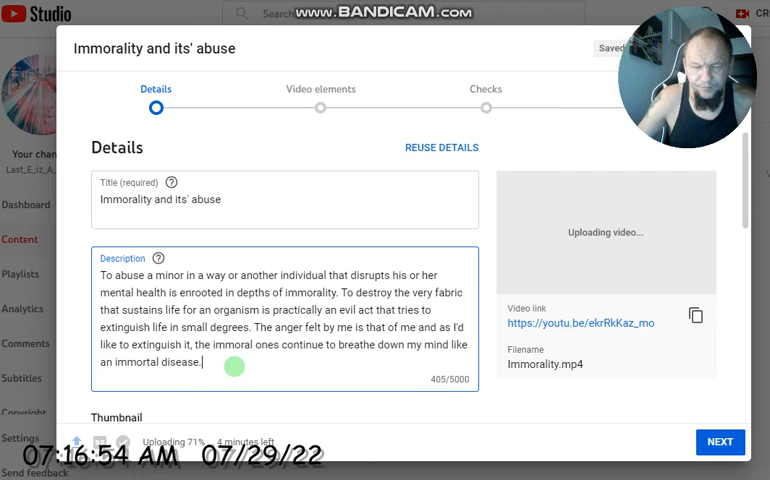 www.BANDICAM.com
Studio
Search
CR
Immorality and its' abuse
Saved
Details
Video elements
Checks
Details
REUSE DETAILS
Your chan
Last_E_iz_A_
Title (required)
Immorality and its' abuse
Dashboard
Content
Playlists
Analytics
Comments
Subtitles
Copyright
Settings
Send feedback
Uploading video...
Description
To abuse a minor in a way or another individual that disrupts his or her
mental health is enrooted in depths of immorality. To destroy the very fabric
that sustains life for an organism is practically an evil act that tries to
extinguish life in small degrees. The anger felt by me is that of me and as I'd
like to extinguish it, the immoral ones continue to breathe down my mind like
an immortal disease.
405/5000
Video link
https://youtu.be/ekrRkKaz_mo
Filename
Immorality.mp4
Thumbnail
Uploading 71% ... 4 minutes left
NEXT
07:16:54 AM 07/29/22